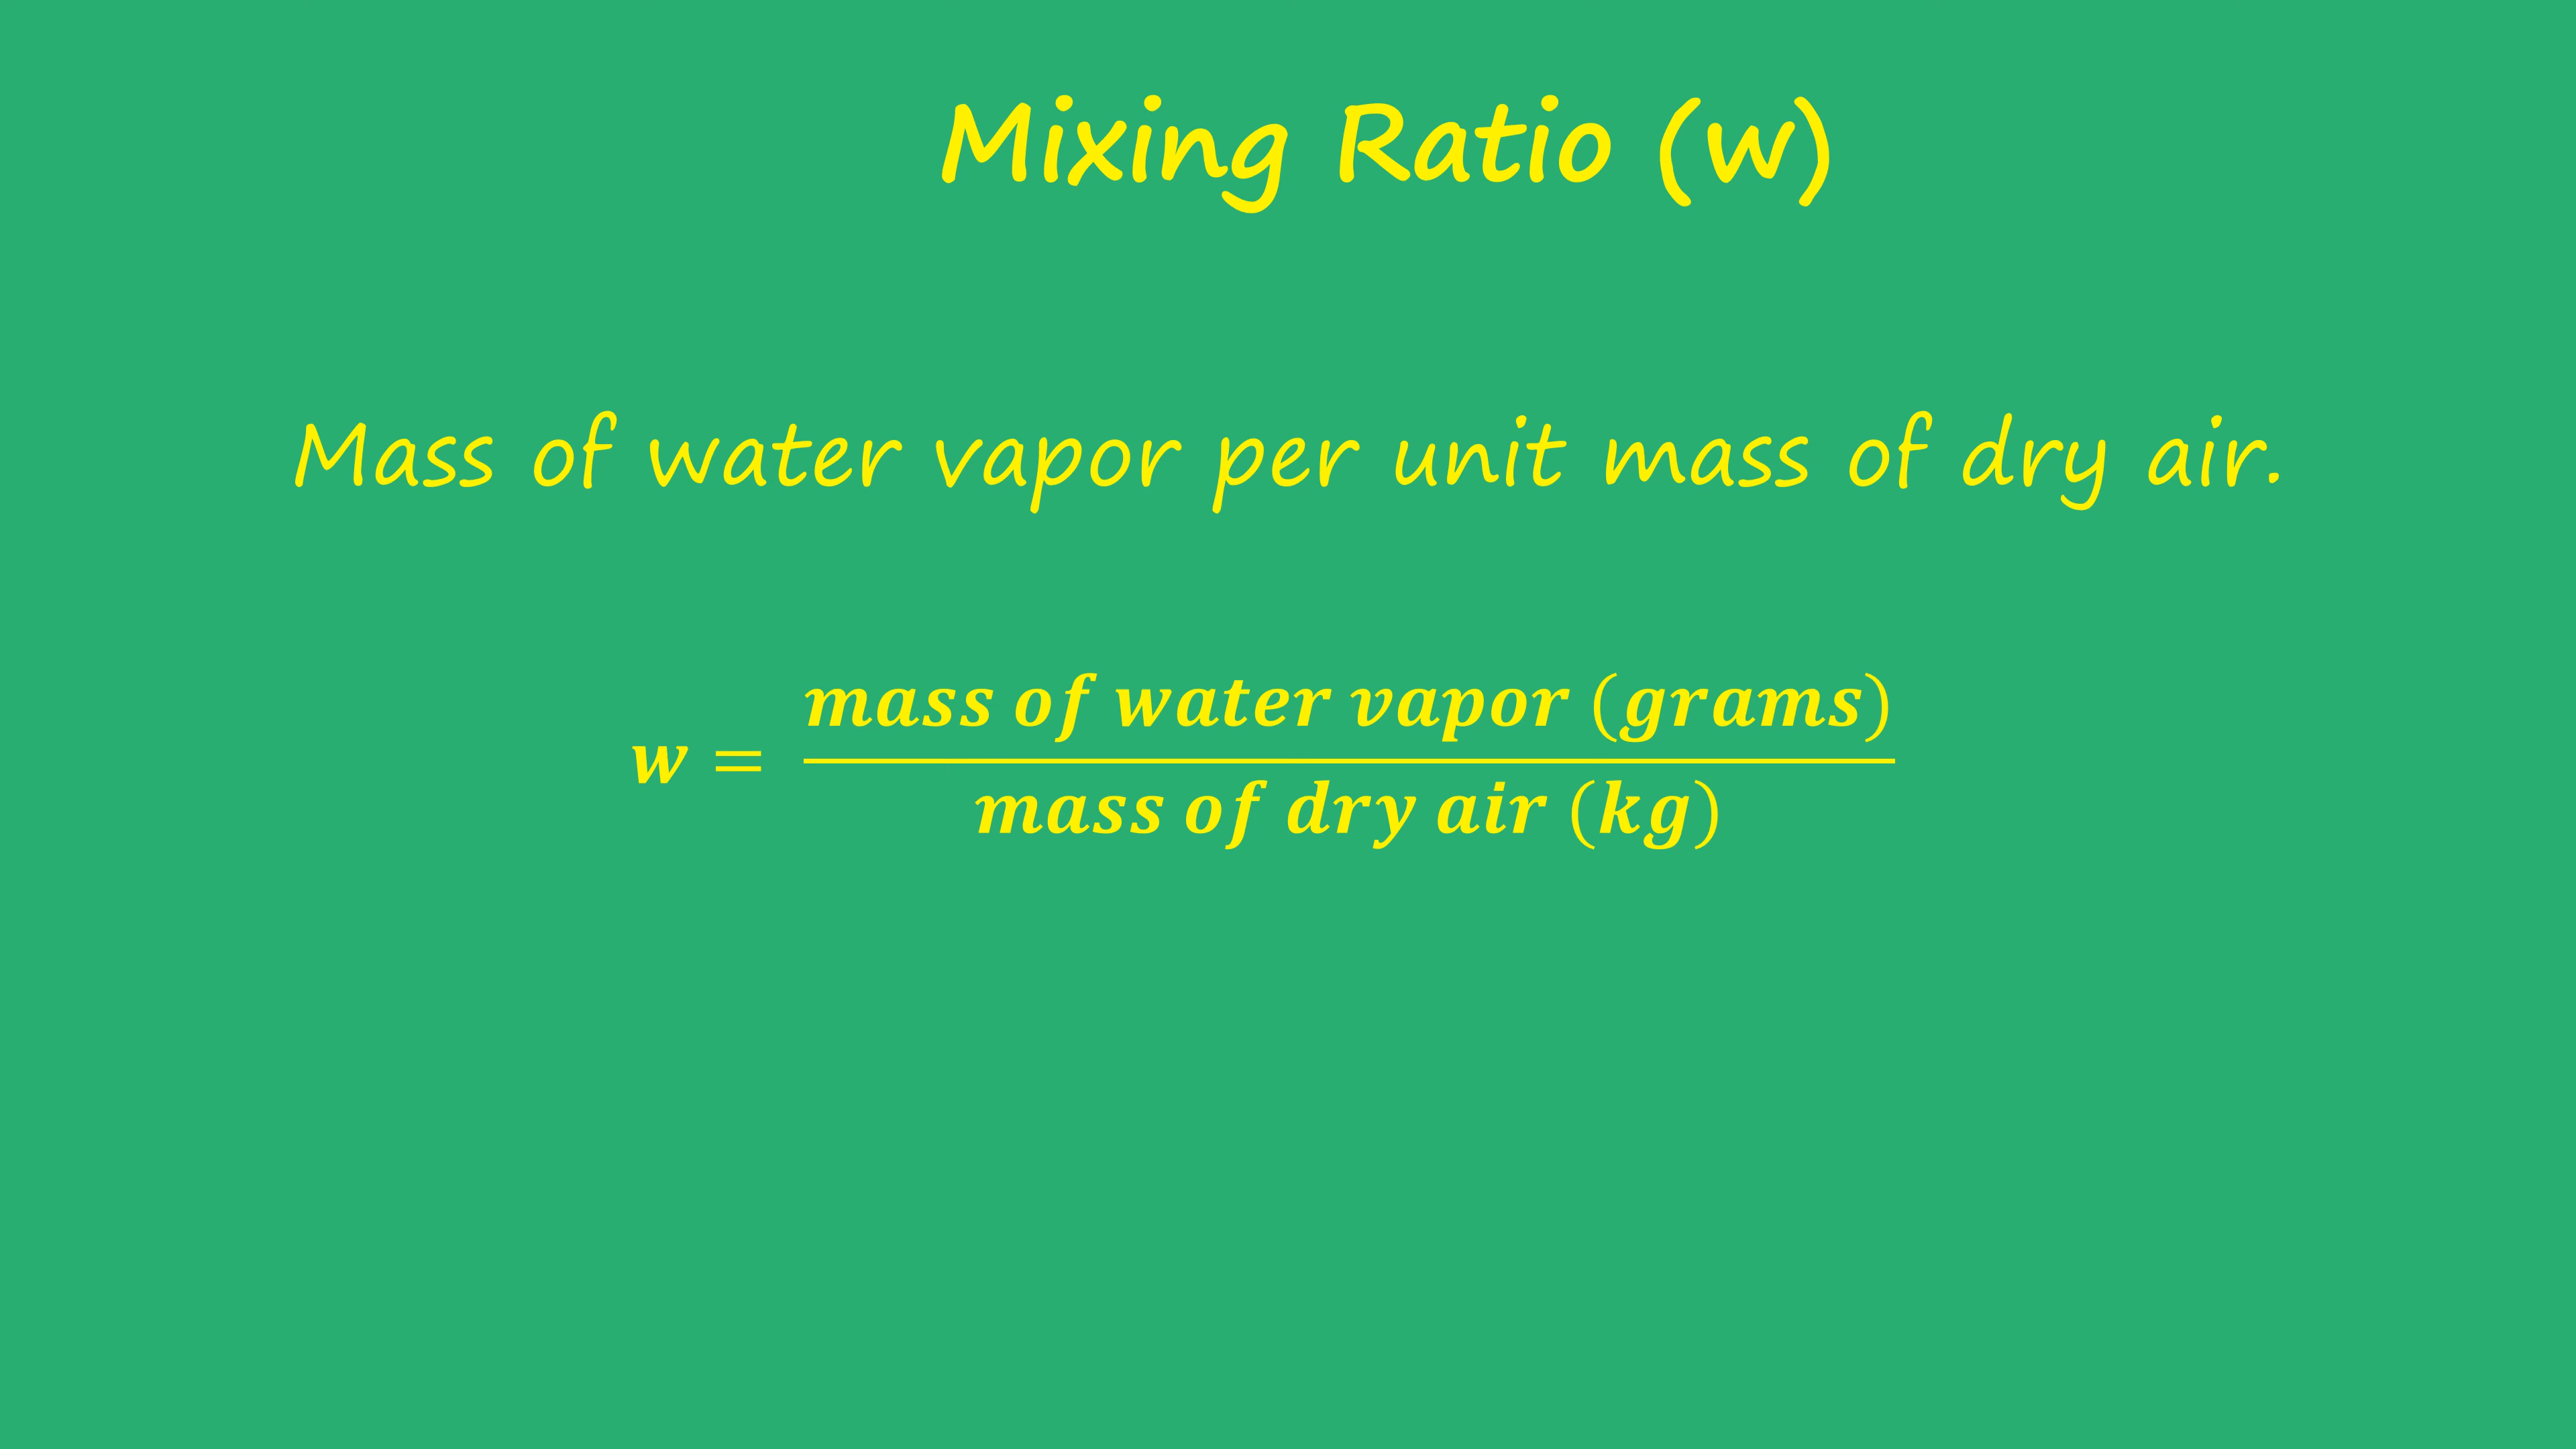 Mixing Ratio (w)
Mass of water vapor per unit mass of dry air.
w = mass of water vapor (grams)
mass of dry air (kg)